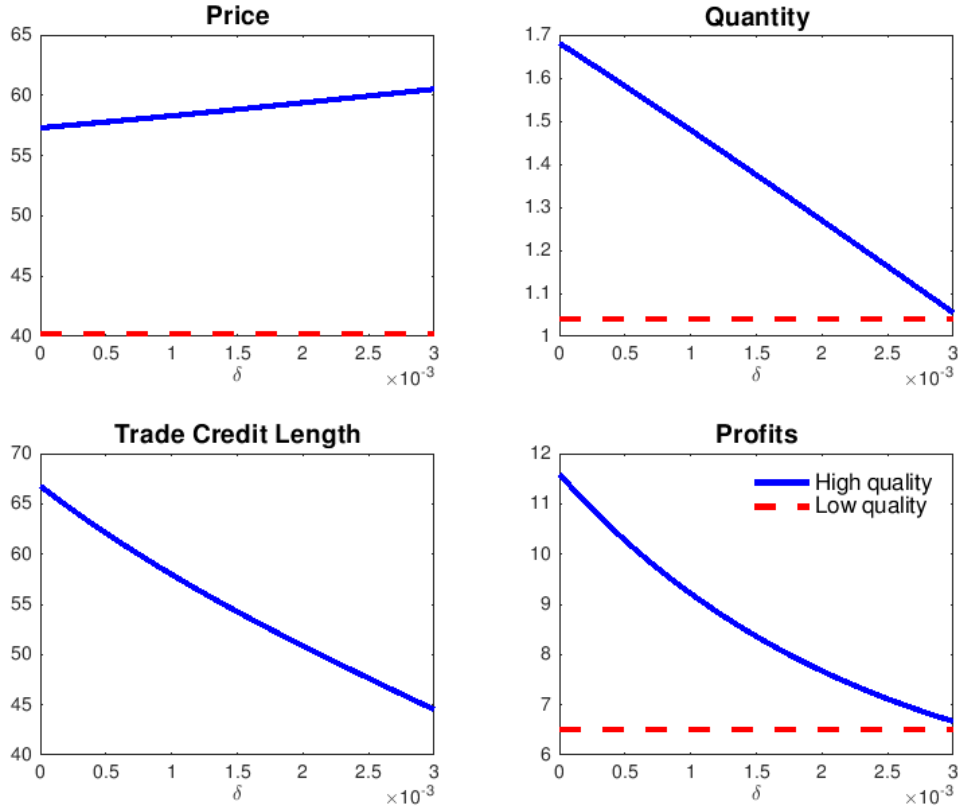 Price
65
60
55
50
45
40
0 0.5 1 1.5 2 2.5 3
δ ×10⁻³
Quantity
1.7
1.6
1.5
1.4
1.3
1.2
1.1
1
0 0.5 1 1.5 2 2.5 3
δ ×10⁻³
Trade Credit Length
70
65
60
55
50
45
40
0 0.5 1 1.5 2 2.5 3
δ ×10⁻³
Profits
12
11
10
9
8
7
6
High quality
Low quality
0 0.5 1 1.5 2 2.5 3
δ ×10⁻³